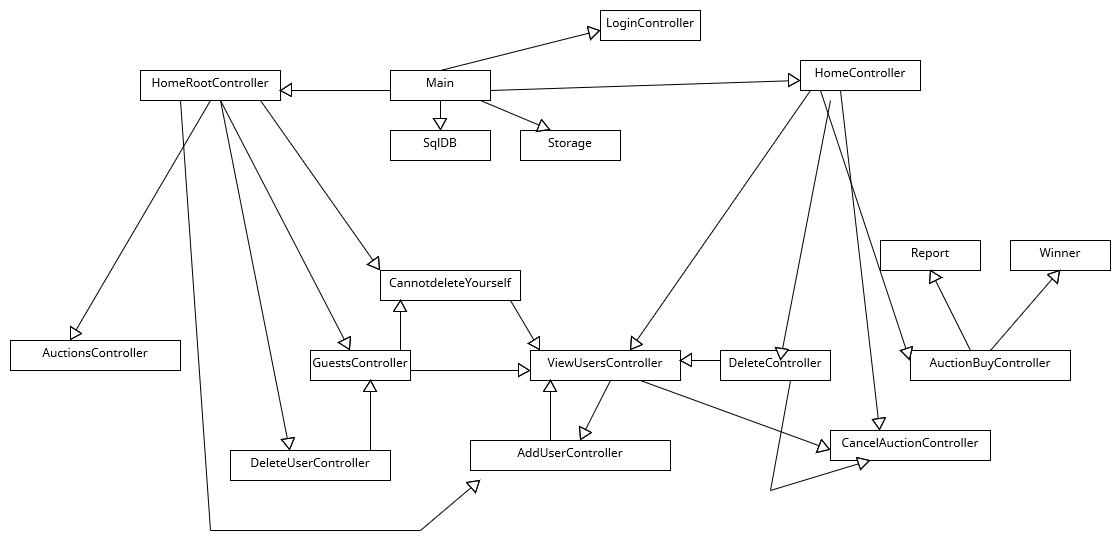 LoginController
HomeRootController
Main
HomeController
SqlDB
Storage
Report
Winner
CannotdeleteYourself
AuctionsController
GuestsController
ViewUsersController
DeleteController
AuctionBuyController
DeleteUserController
AddUserController
CancelAuctionController